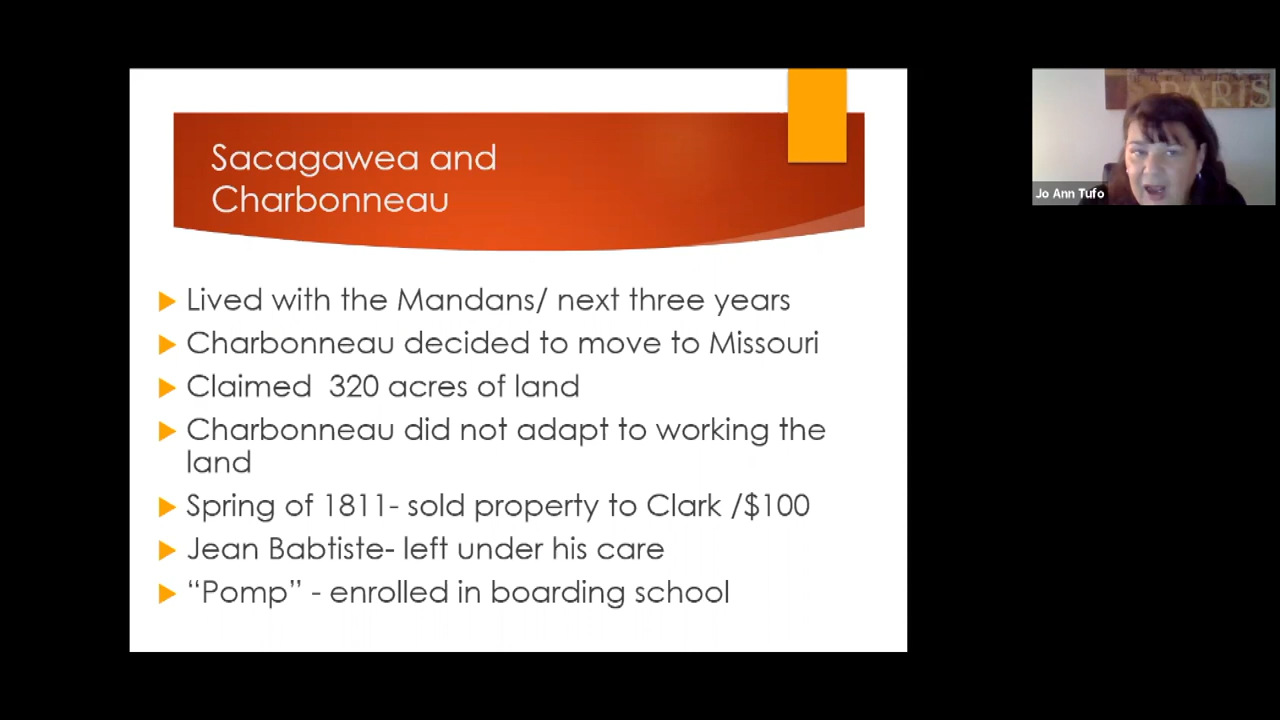 Sacagawea and
Charbonneau
Lived with the Mandans/ next three years
Charbonneau decided to move to Missouri
Claimed  320 acres of land
Charbonneau did not adapt to working the
land
Spring of 1811- sold property to Clark /$100
Jean Babtiste- left under his care
“Pomp” - enrolled in boarding school
PARIS
Jo Ann Tufo